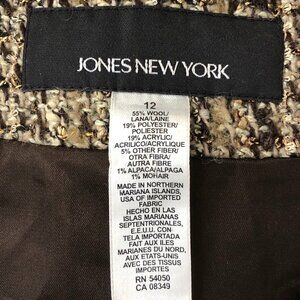 JONES NEW YORK
12
55% WOOL/
LANA/LAINE
19% POLYESTER/
POLIESTER
19% ACRYLIC/
ACRILICO/ACRYLIQUE
5% OTHER FIBER/
OTRA FIBRA/
AUTRA FIBRE
1% ALPACA/ALPAGA
1% MOHAIR
MADE IN NORTHERN
MARIANA ISLANDS,
USA OF IMPORTED
FABRIC
HECHO EN LAS
ISLAS MARIANAS
SEPTENTRIONALES,
E.E.U.U. CON
TELA IMPORTADA
FAIT AUX ILES
MARIANES DU NORD,
AUX ETATS-UNIS
AVEC DES TISSUS
IMPORTES
RN 54050
CA 08349